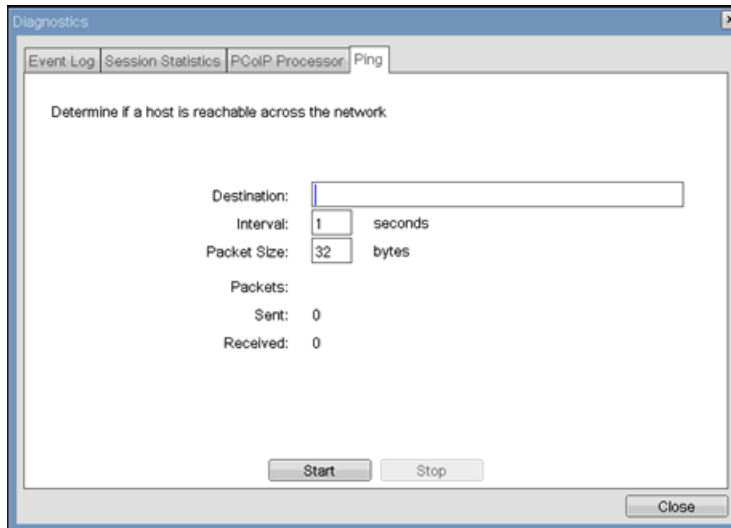 Diagnostics
Event Log Session Statistics PCoIP Processor Ping
Determine if a host is reachable across the network
Destination:
Interval: 1 seconds
Packet Size: 32 bytes
Packets:
Sent: 0
Received: 0
Start Stop
Close